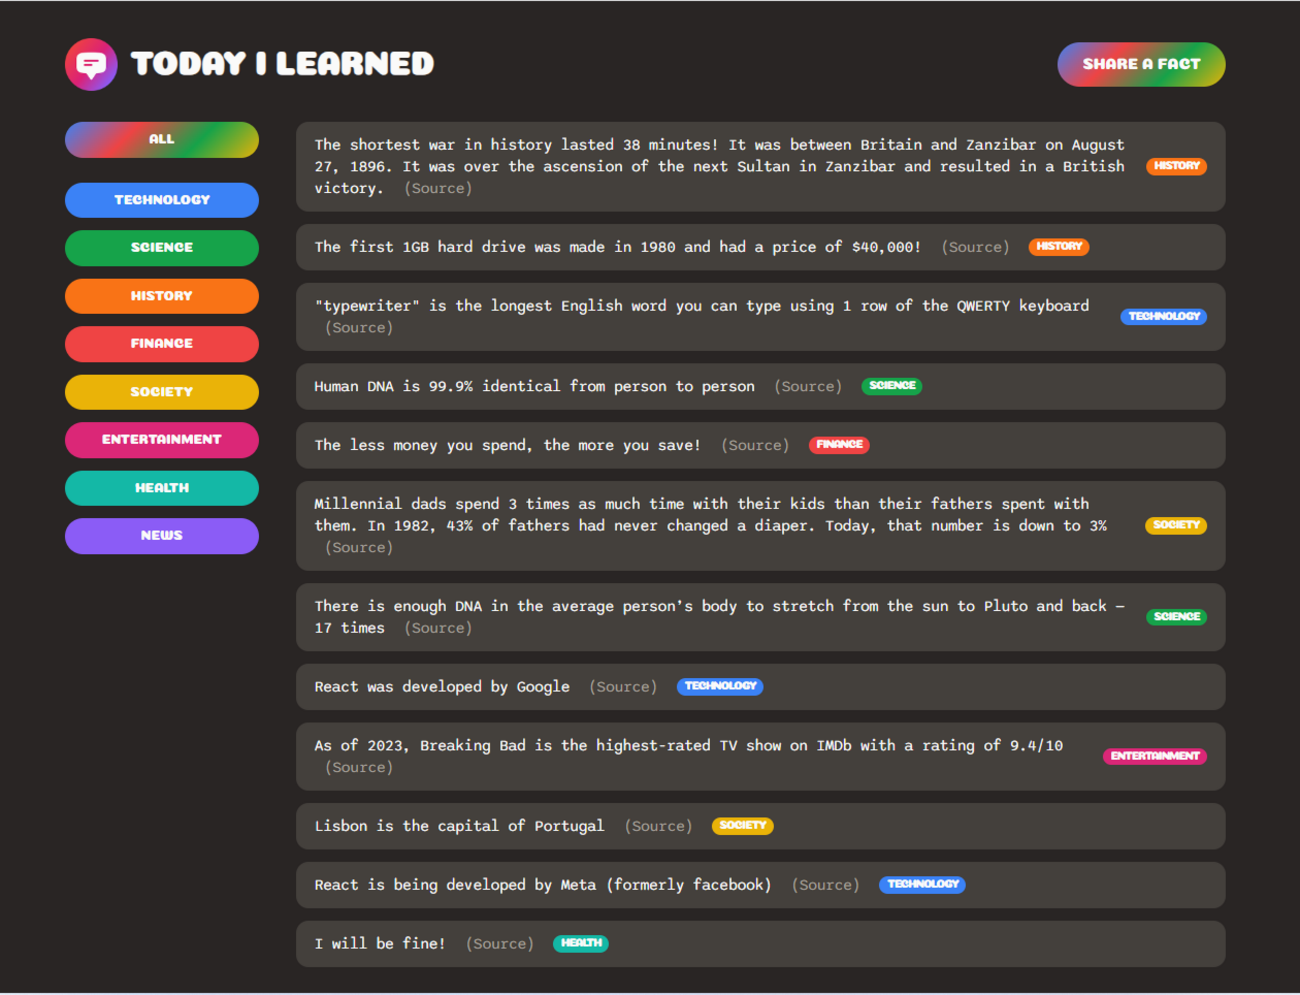 TODAY I LEARNED
SHARE A FACT
ALL
TECHNOLOGY
SCIENCE
HISTORY
FINANCE
SOCIETY
ENTERTAINMENT
HEALTH
NEWS
The shortest war in history lasted 38 minutes! It was between Britain and Zanzibar on August
27, 1896. It was over the ascension of the next Sultan in Zanzibar and resulted in a British
victory. (Source)
HISTORY
The first 1GB hard drive was made in 1980 and had a price of $40,000! (Source) HISTORY
"typewriter" is the longest English word you can type using 1 row of the QWERTY keyboard
(Source)
TECHNOLOGY
Human DNA is 99.9% identical from person to person (Source) SCIENCE
The less money you spend, the more you save! (Source) FINANCE
Millennial dads spend 3 times as much time with their kids than their fathers spent with
them. In 1982, 43% of fathers had never changed a diaper. Today, that number is down to 3%
(Source)
SOCIETY
There is enough DNA in the average person’s body to stretch from the sun to Pluto and back —
17 times (Source)
SCIENCE
React was developed by Google (Source) TECHNOLOGY
As of 2023, Breaking Bad is the highest-rated TV show on IMDb with a rating of 9.4/10
(Source)
ENTERTAINMENT
Lisbon is the capital of Portugal (Source) SOCIETY
React is being developed by Meta (formerly facebook) (Source) TECHNOLOGY
I will be fine! (Source) HEALTH